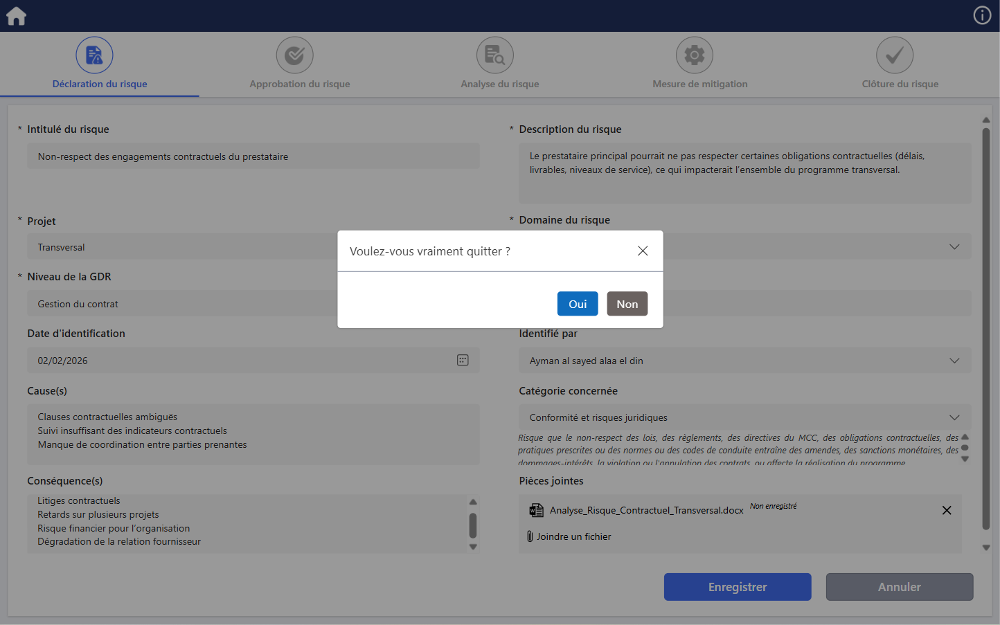 Déclaration du risque
Approbation du risque
Analyse du risque
Mesure de mitigation
Clôture du risque
* Intitulé du risque
Non-respect des engagements contractuels du prestataire
* Description du risque
Le prestataire principal pourrait ne pas respecter certaines obligations contractuelles (délais,
livrables, niveaux de service), ce qui impacterait l’ensemble du programme transversal.
* Projet
Transversal
* Domaine du risque
Voulez-vous vraiment quitter ?
Oui
Non
* Niveau de la GDR
Gestion du contrat
Date d'identification
02/02/2026
Identifié par
Ayman al sayed alaa el din
Cause(s)
Clauses contractuelles ambiguës
Suivi insuffisant des indicateurs contractuels
Manque de coordination entre parties prenantes
Catégorie concernée
Conformité et risques juridiques
Risque que le non-respect des lois, des règlements, des directives du MCC, des obligations contractuelles, des
pratiques prescrites ou des normes ou des codes de conduite entraîne des amendes, des sanctions monétaires, des
dommages-intérêts, la violation ou l'annulation des contrats, ou affecte la réalisation du programme
Conséquence(s)
Litiges contractuels
Retards sur plusieurs projets
Risque financier pour l’organisation
Dégradation de la relation fournisseur
Pièces jointes
Analyse_Risque_Contractuel_Transversal.docx Non enregistré
Joindre un fichier
Enregistrer
Annuler